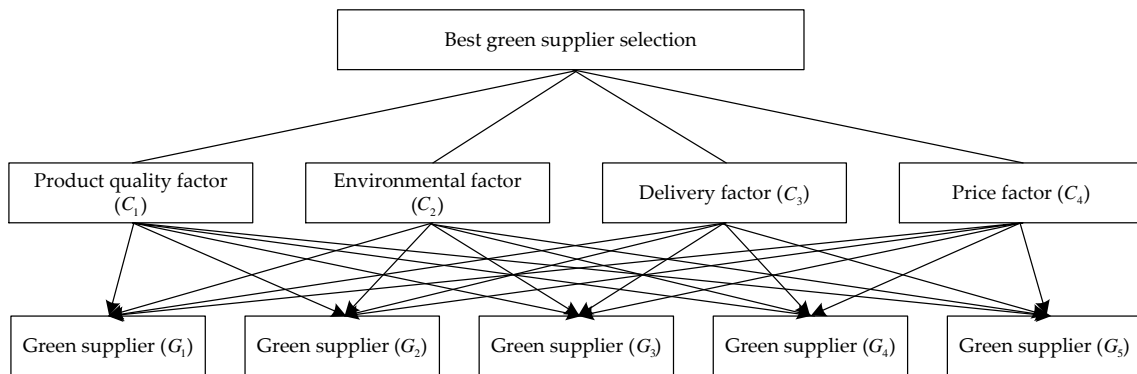 Best green supplier selection
Product quality factor
(C₁)
Environmental factor
(C₂)
Delivery factor (C₃)
Price factor (C₄)
Green supplier (G₁)
Green supplier (G₂)
Green supplier (G₃)
Green supplier (G₄)
Green supplier (G₅)